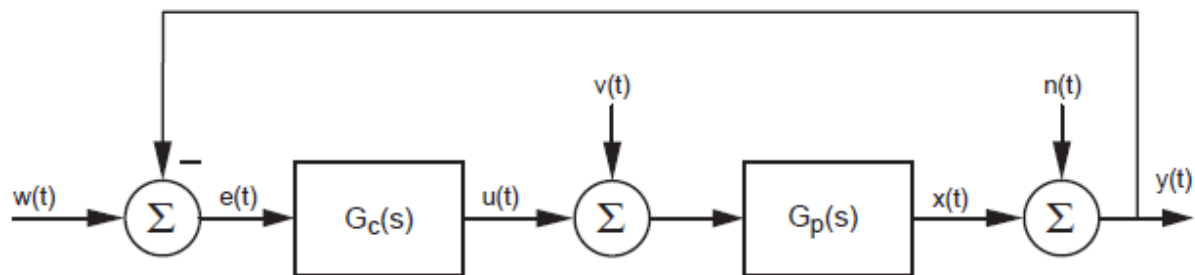 v(t)
n(t)
−
w(t)
Σ
e(t)
Gc(s)
u(t)
Σ
Gp(s)
x(t)
Σ
y(t)